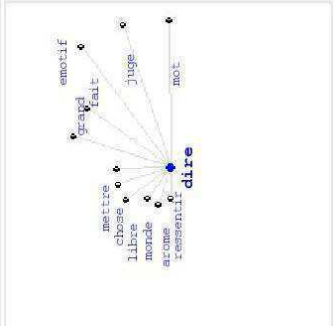 emotif
grand
fait
juge
mot
dire
mettre
chose
libre
monde
arome
ressentir